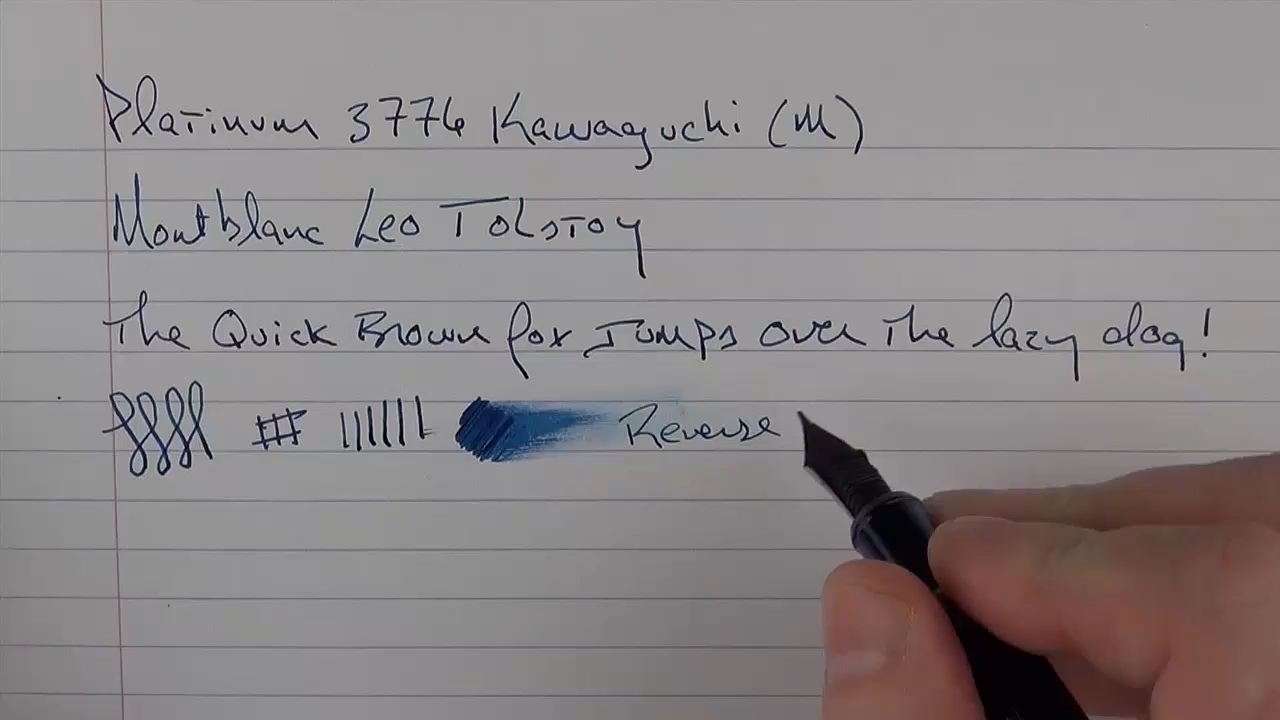 Platinum 3776 Kawaguchi (M)
Montblanc Leo Tolstoy
The Quick Brown fox Jumps over The lazy dog!
Reverse